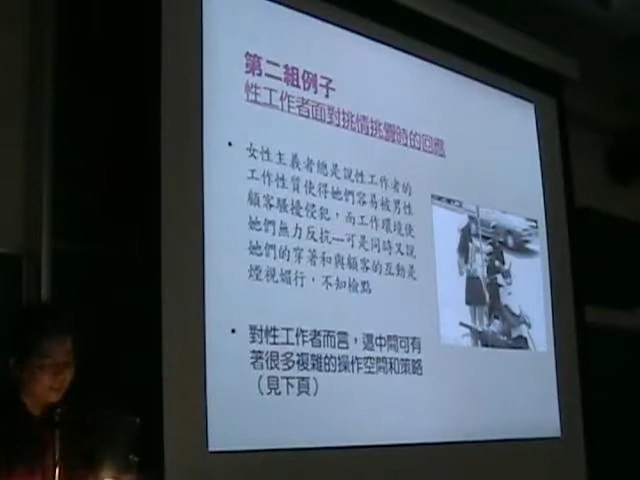 第二組例子
性工作者面對挑情挑釁時的回應
• 女性主義者總是說性工作者的
工作性質使得她們容易被男性
顧客騷擾侵犯，而工作環境使
她們無力反抗—可是同時又說
她們的穿著和與顧客的互動是
煙視媚行，不知檢點
• 對性工作者而言，這中間可有
著很多複雜的操作空間和策略
（見下頁）